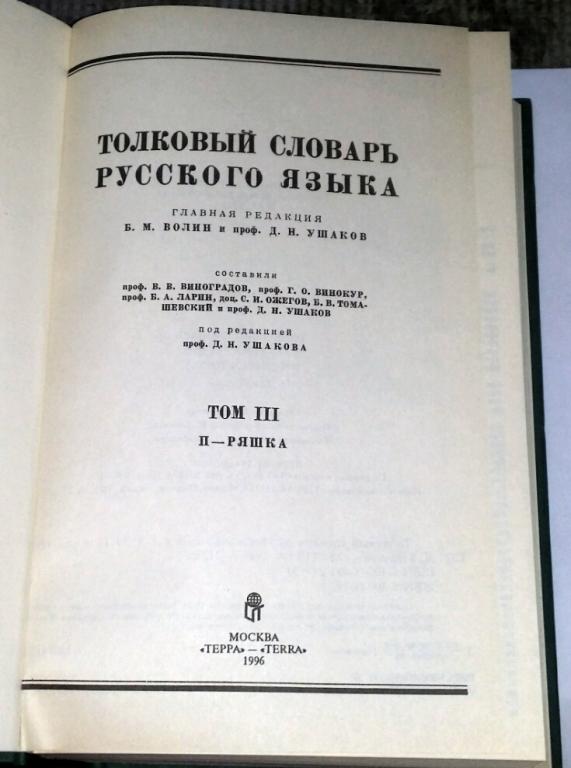 ТОЛКОВЫЙ СЛОВАРЬ
РУССКОГО ЯЗЫКА
ГЛАВНАЯ РЕДАКЦИЯ
Б. М. ВОЛИН и проф. Д. Н. УШАКОВ
составили
проф. В. В. ВИНОГРАДОВ, проф. Г. О. ВИНОКУР,
проф. Б. А. ЛАРИН, доц. С. И. ОЖЕГОВ, Б. В. ТОМА-
ШЕВСКИЙ и проф. Д. Н. УШАКОВ
под редакцией
проф. Д. Н. УШАКОВА
ТОМ III
П—РЯШКА
МОСКВА
«ТЕРРА» — «TERRA»
1996